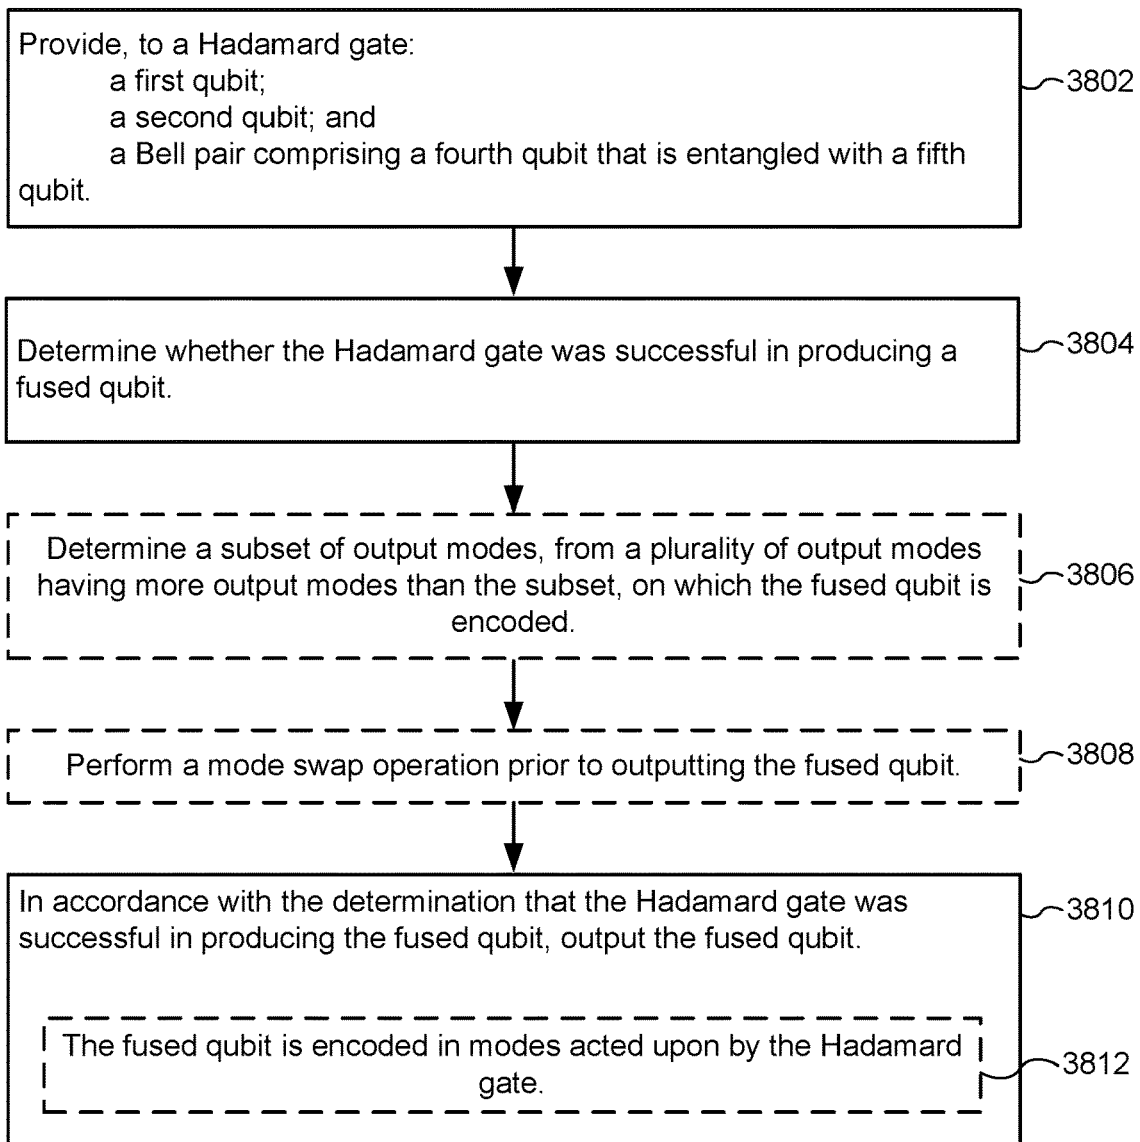 Provide, to a Hadamard gate:
a first qubit;
a second qubit; and
a Bell pair comprising a fourth qubit that is entangled with a fifth
qubit.
3802
Determine whether the Hadamard gate was successful in producing a
fused qubit.
3804
Determine a subset of output modes, from a plurality of output modes
having more output modes than the subset, on which the fused qubit is
encoded.
3806
Perform a mode swap operation prior to outputting the fused qubit.
3808
In accordance with the determination that the Hadamard gate was
successful in producing the fused qubit, output the fused qubit.
3810
The fused qubit is encoded in modes acted upon by the Hadamard
gate.
3812